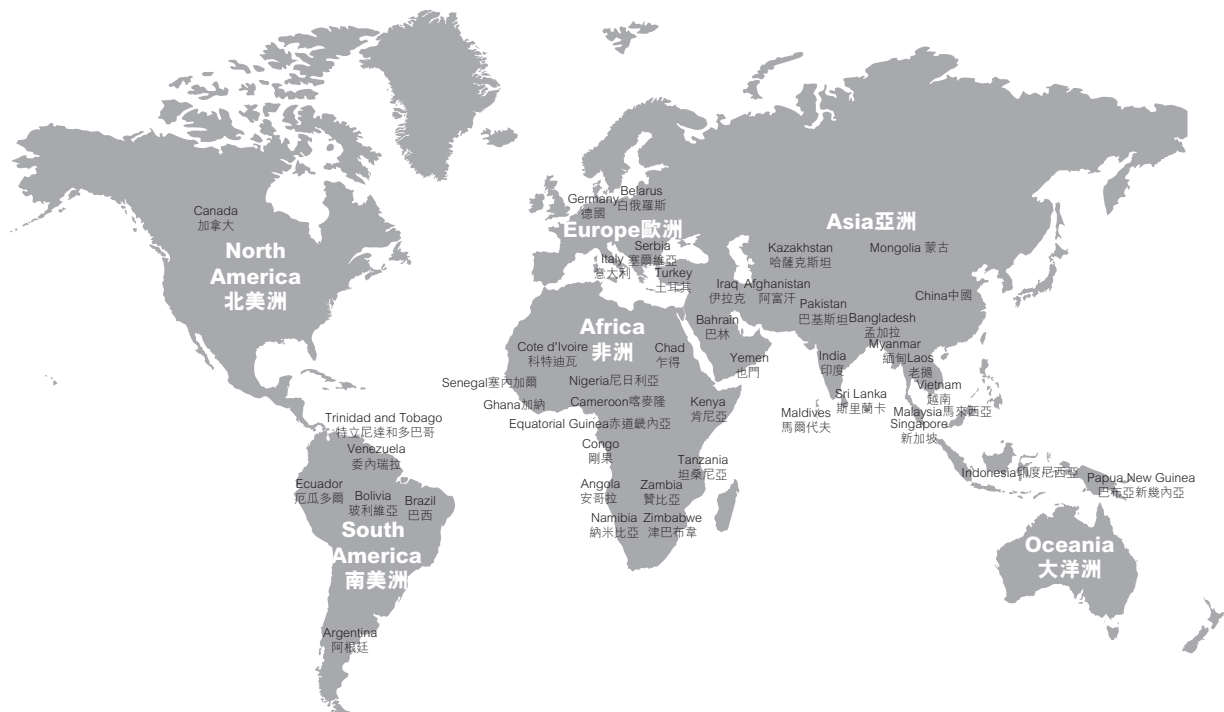 Canada
加拿大
North
America
北美洲
Trinidad and Tobago
特立尼達和多巴哥
Venezuela
委內瑞拉
Ecuador
厄瓜多爾
Bolivia
玻利維亞
Brazil
巴西
South
America
南美洲
Argentina
阿根廷
Germany
德國
Belarus
白俄羅斯
Europe歐洲
Serbia
塞爾維亞
Italy
意大利
Turkey
土耳其
Africa
非洲
Cote d'Ivoire
科特迪瓦
Chad
乍得
Senegal塞內加爾
Nigeria尼日利亞
Ghana加納
Cameroon喀麥隆
Kenya
肯尼亞
Equatorial Guinea赤道畿內亞
Congo
剛果
Tanzania
坦桑尼亞
Angola
安哥拉
Zambia
贊比亞
Namibia
納米比亞
Zimbabwe
津巴布韋
Asia亞洲
Kazakhstan
哈薩克斯坦
Mongolia 蒙古
Iraq
伊拉克
Afghanistan
阿富汗
China中國
Pakistan
巴基斯坦
Bahrain
巴林
Bangladesh
孟加拉
Myanmar
緬甸
Laos
老撾
Yemen
也門
India
印度
Vietnam
越南
Sri Lanka
斯里蘭卡
Maldives
馬爾代夫
Malaysia馬來西亞
Singapore
新加坡
Indonesia印度尼西亞
Papua New Guinea
巴布亞新幾內亞
Oceania
大洋洲